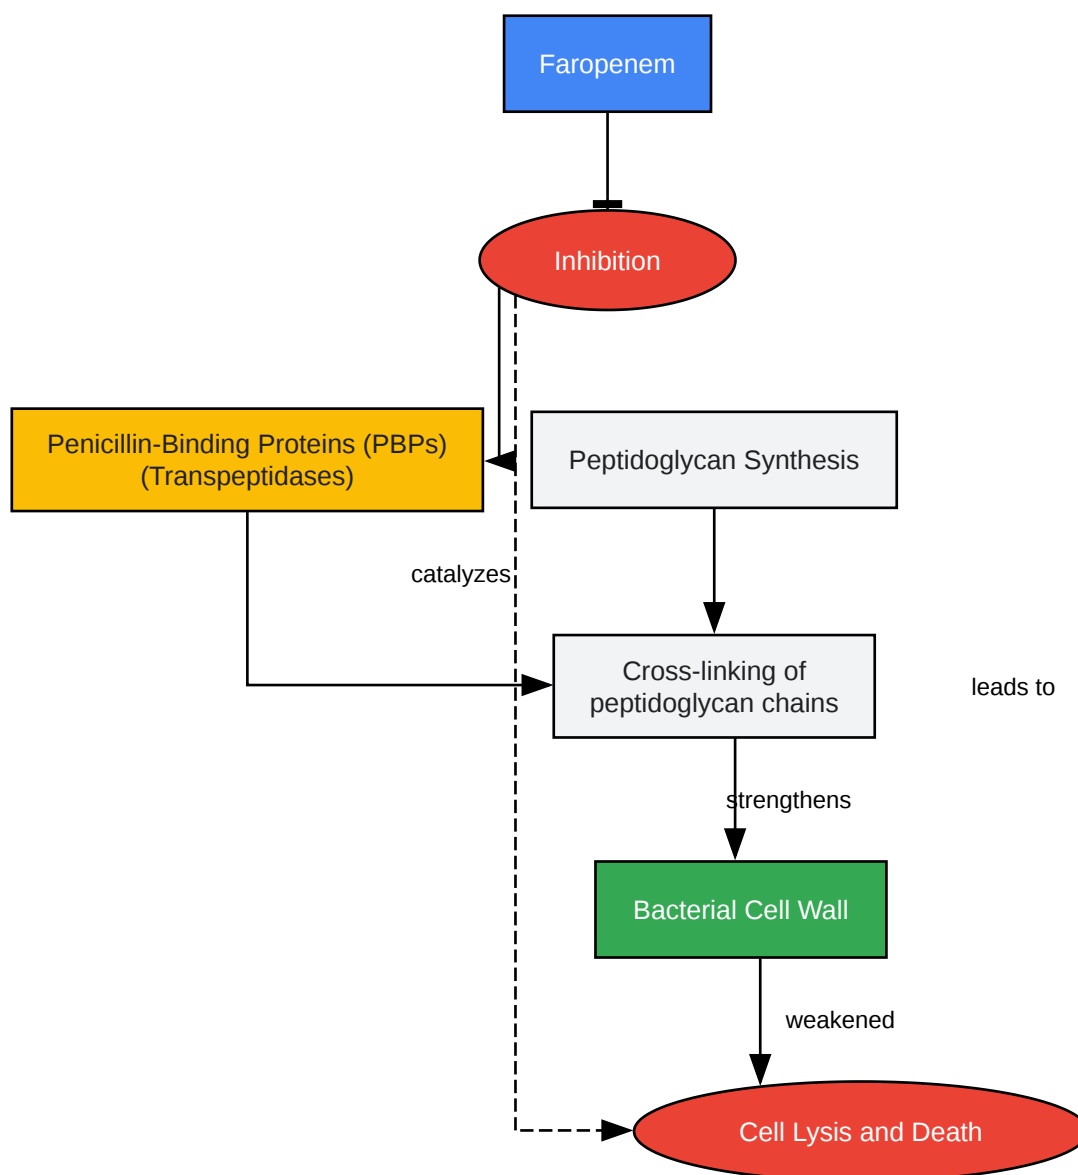 Faropenem
Inhibition
Penicillin-Binding Proteins (PBPs)
(Transpeptidases)
Peptidoglycan Synthesis
catalyzes
Cross-linking of
peptidoglycan chains
leads to
strengthens
Bacterial Cell Wall
weakened
Cell Lysis and Death